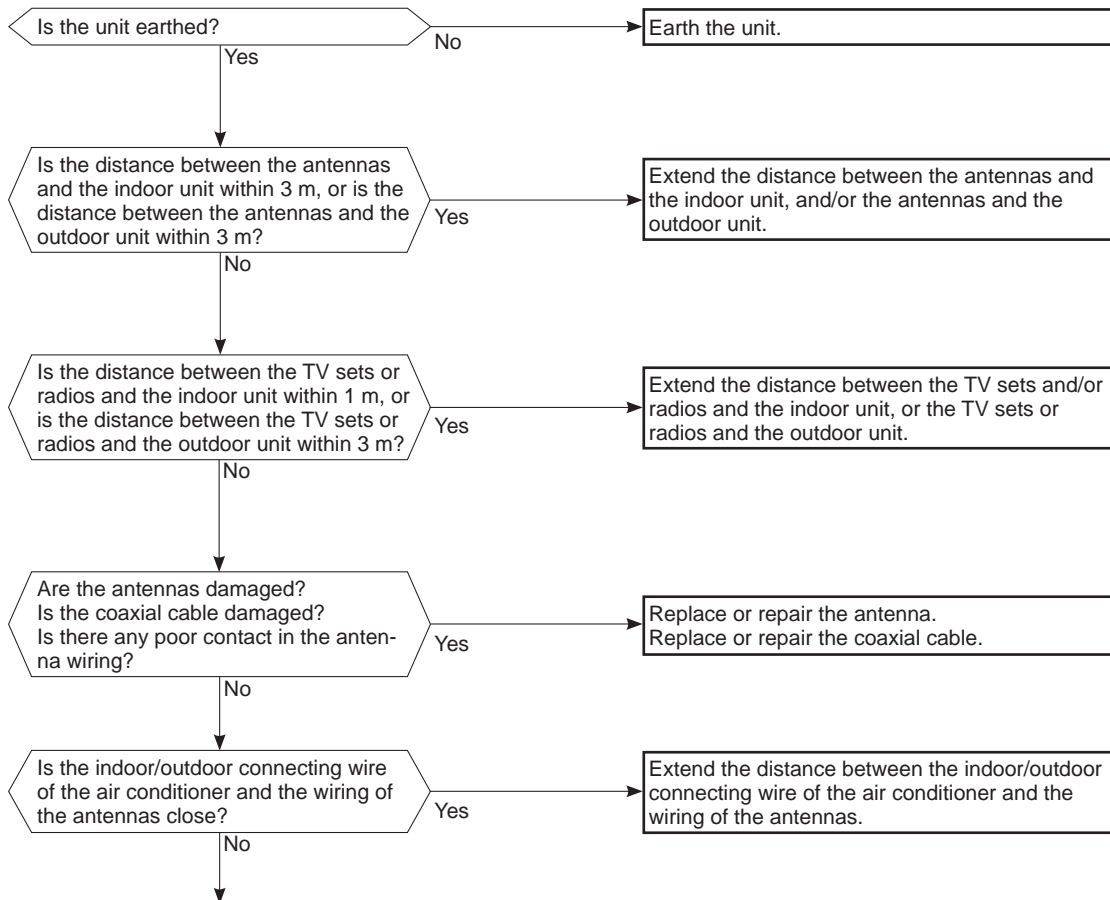 Is the unit earthed?
No
Earth the unit.
Yes
Is the distance between the antennas
and the indoor unit within 3 m, or is the
distance between the antennas and the
outdoor unit within 3 m?
Yes
Extend the distance between the antennas and
the indoor unit, and/or the antennas and the
outdoor unit.
No
Is the distance between the TV sets or
radios and the indoor unit within 1 m, or
is the distance between the TV sets or
radios and the outdoor unit within 3 m?
Yes
Extend the distance between the TV sets and/or
radios and the indoor unit, or the TV sets or
radios and the outdoor unit.
No
Are the antennas damaged?
Is the coaxial cable damaged?
Is there any poor contact in the anten-
na wiring?
Yes
Replace or repair the antenna.
Replace or repair the coaxial cable.
No
Is the indoor/outdoor connecting wire
of the air conditioner and the wiring of
the antennas close?
Yes
Extend the distance between the indoor/outdoor
connecting wire of the air conditioner and the
wiring of the antennas.
No